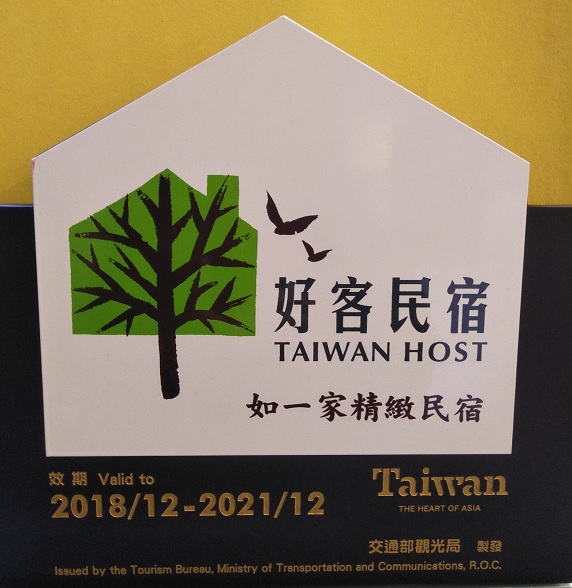 好客民宿
TAIWAN HOST
如一家精緻民宿
效期 Valid to
2018/12-2021/12
Taiwan
THE HEART OF ASIA
交通部觀光局 製發
Issued by the Tourism Bureau, Ministry of Transportation and Communications, R.O.C.